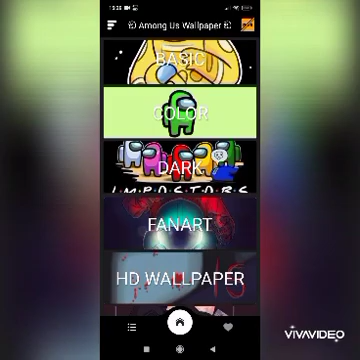 Among Us Wallpaper
BASIC
COLOR
DARK
IMPOSTORS
FANART
HD WALLPAPER
VIVAVIDEO